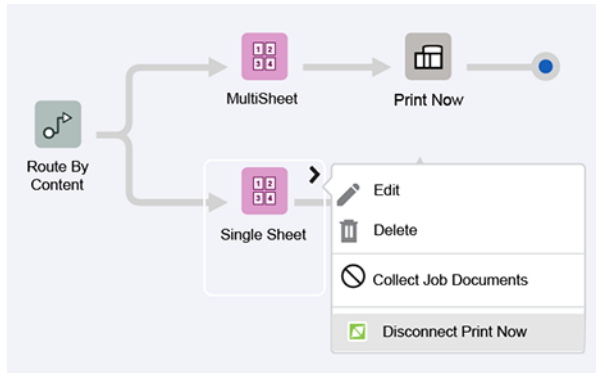 MultiSheet
Print Now
Route By
Content
Single Sheet
Edit
Delete
Collect Job Documents
Disconnect Print Now